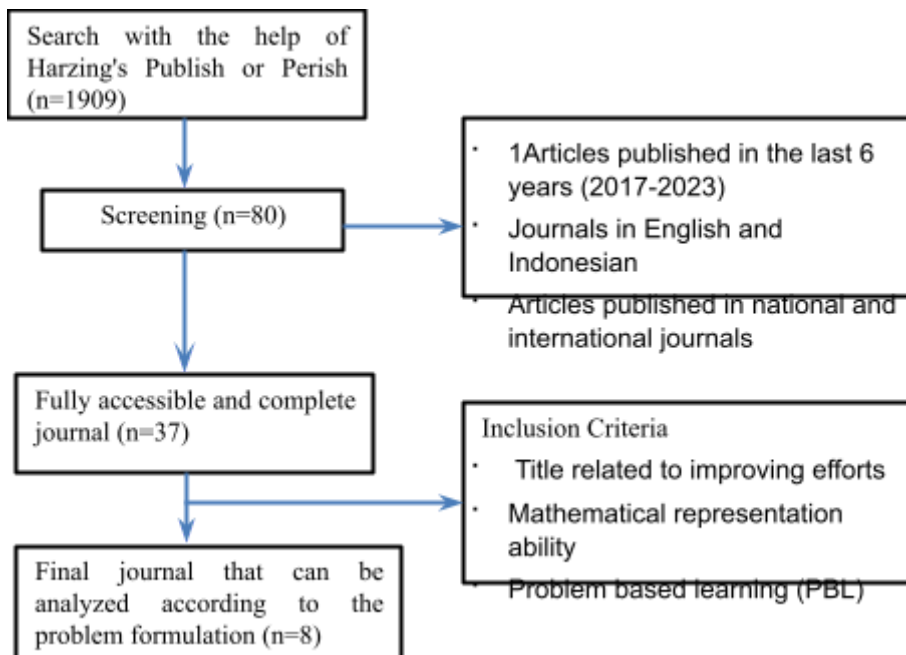 Search with the help of
Harzing's Publish or Perish
(n=1909)
· 1Articles published in the last 6
years (2017-2023)
· Journals in English and
Indonesian
· Articles published in national and
international journals
Screening (n=80)
Fully accessible and complete
journal (n=37)
Inclusion Criteria
· Title related to improving efforts
· Mathematical representation
ability
· Problem based learning (PBL)
Final journal that can be
analyzed according to the
problem formulation (n=8)